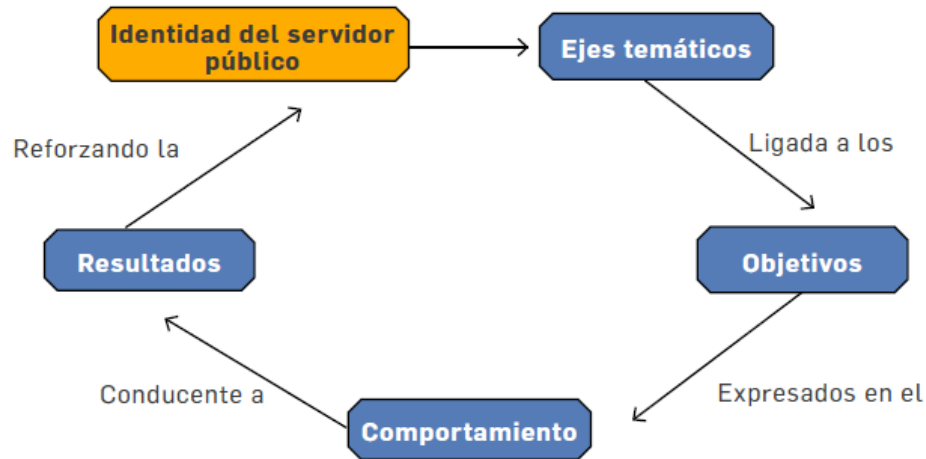 Identidad del servidor
público
Ejes temáticos
Reforzando la
Ligada a los
Resultados
Objetivos
Conducente a
Expresados en el
Comportamiento